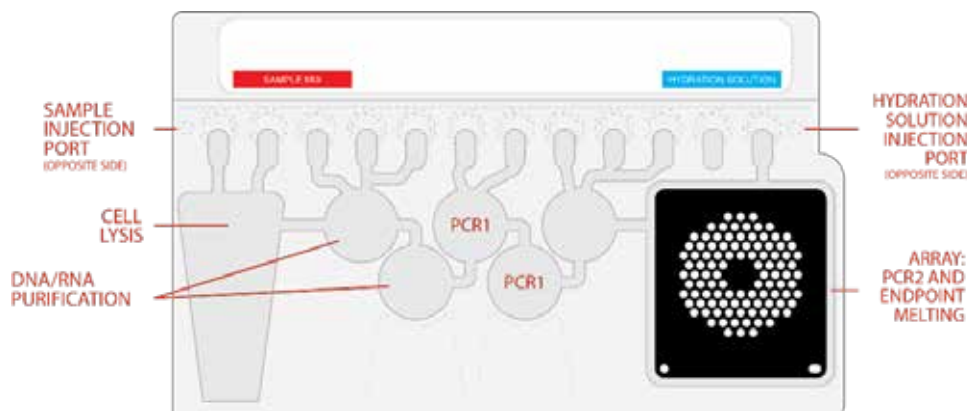 SAMPLE MIX
HYDRATION SOLUTION
SAMPLE
INJECTION
PORT
(OPPOSITE SIDE)
HYDRATION
SOLUTION
INJECTION
PORT
(OPPOSITE SIDE)
CELL
LYSIS
PCR1
DNA/RNA
PURIFICATION
PCR1
ARRAY:
PCR2 AND
ENDPOINT
MELTING